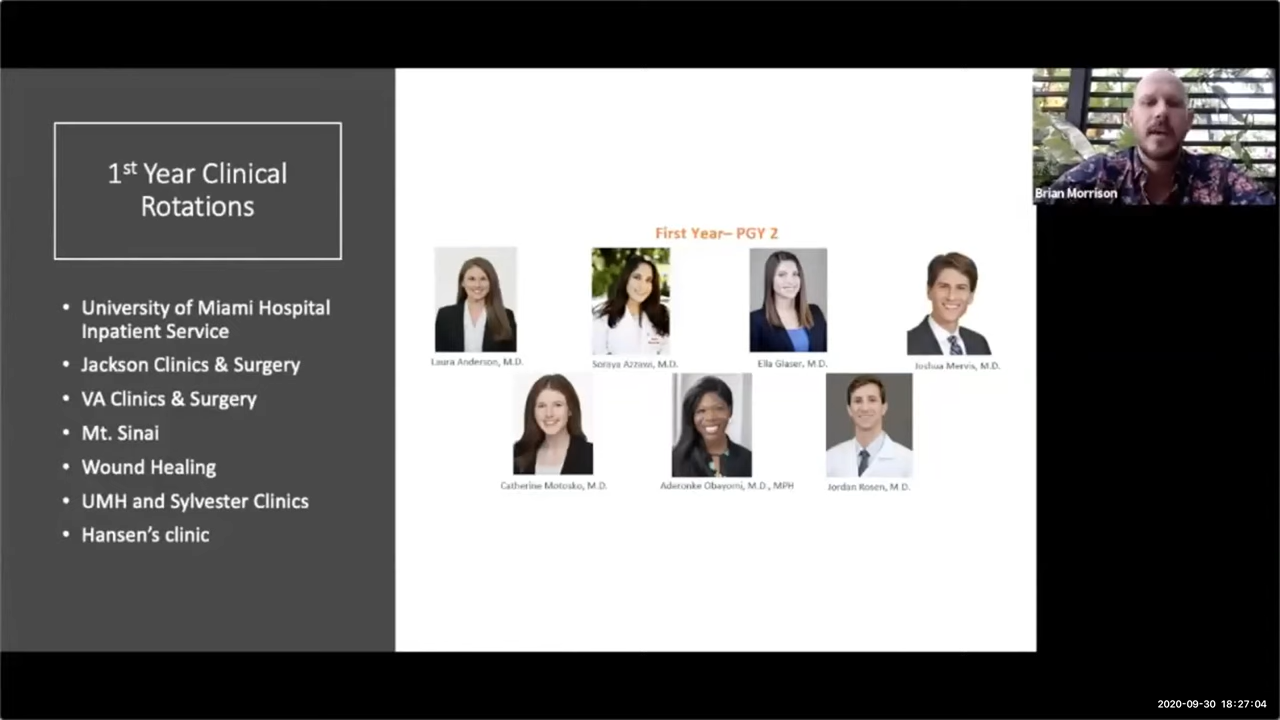 1st Year Clinical
Rotations
• University of Miami Hospital
Inpatient Service
• Jackson Clinics & Surgery
• VA Clinics & Surgery
• Mt. Sinai
• Wound Healing
• UMH and Sylvester Clinics
• Hansen's clinic
First Year– PGY 2
Laura Anderson, M.D.
Soraya Azzawi, M.D.
Ella Glaser, M.D.
Joshua Mervis, M.D.
Catherine Motosko, M.D.
Aderonke Obayomi, M.D., MPH
Jordan Rosen, M.D.
Brian Morrison
2020-09-30 18:27:04